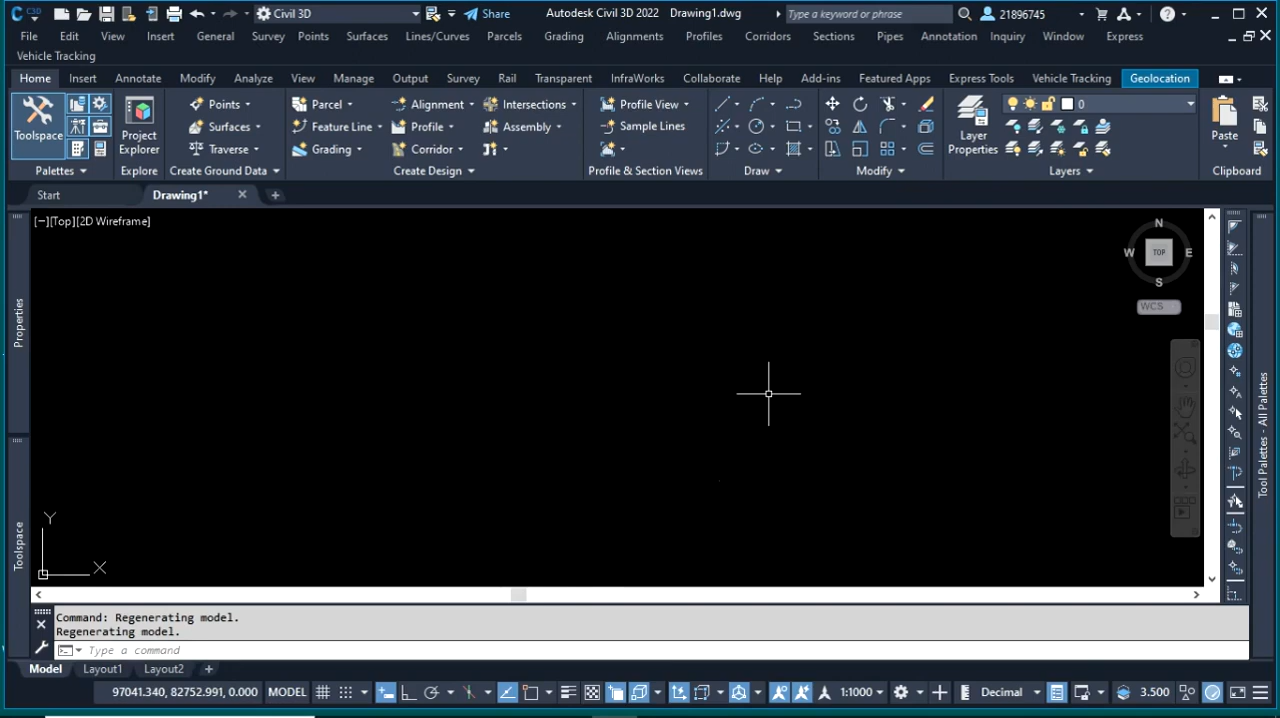 C3D Civil 3D Share Autodesk Civil 3D 2022 Drawing1.dwg Type a keyword or phrase 21896745
File Edit View Insert General Survey Points Surfaces Lines/Curves Parcels Grading Alignments Profiles Corridors Sections Pipes Annotation Inquiry Window Express
Vehicle Tracking
Home Insert Annotate Modify Analyze View Manage Output Survey Rail Transparent InfraWorks Collaborate Help Add-ins Featured Apps Express Tools Vehicle Tracking Geolocation
Points Parcel Alignment Intersections Profile View 0
Toolspace Project Explorer Surfaces Feature Line Profile Assembly Sample Lines Layer Properties Paste
Traverse Grading Corridor
Palettes Explore Create Ground Data Create Design Profile & Section Views Draw Modify Layers Clipboard
Start Drawing1*
[−][Top][2D Wireframe]
N
W TOP E
S
WCS
Properties
Toolspace
Tool Palettes - All Palettes
Y
X
Command: Regenerating model.
Regenerating model.
Type a command
Model Layout1 Layout2
97041.340, 82752.991, 0.000 MODEL 1:1000 Decimal 3.500